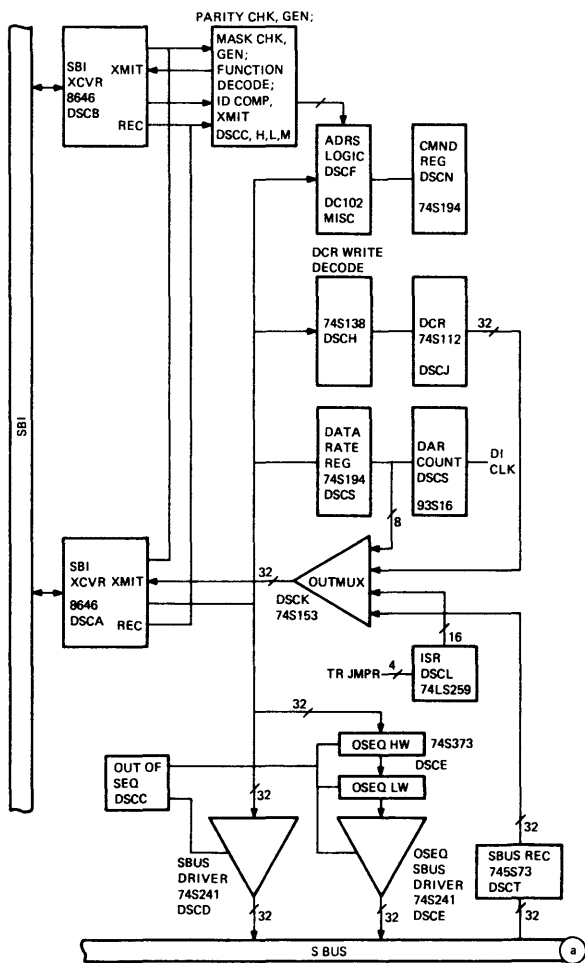 PARITY CHK, GEN;
SBI
XCVR
8646
DSCB
XMIT
REC
MASK CHK,
GEN;
FUNCTION
DECODE;
ID COMP,
XMIT
DSCC, H,L,M
ADRS
LOGIC
DSCF
DC102
MISC
CMND
REG
DSCN
74S194
DCR WRITE
DECODE
74S138
DSCH
DCR
74S112
DSCJ
32
SBI
DATA
RATE
REG
74S194
DSCS
DAR
COUNT
DSCS
93S16
DI
CLK
8
SBI
XCVR
8646
DSCA
XMIT
REC
32
OUTMUX
DSCK
74S153
16
TR JMPR
4
ISR
DSCL
74LS259
32
OSEQ HW
74S373
DSCE
OSEQ LW
OUT OF
SEQ
DSCC
32
SBUS
DRIVER
74S241
DSCD
32
OSEQ
SBUS
DRIVER
74S241
DSCE
32
32
SBUS REC
745S73
DSCT
32
S BUS
a